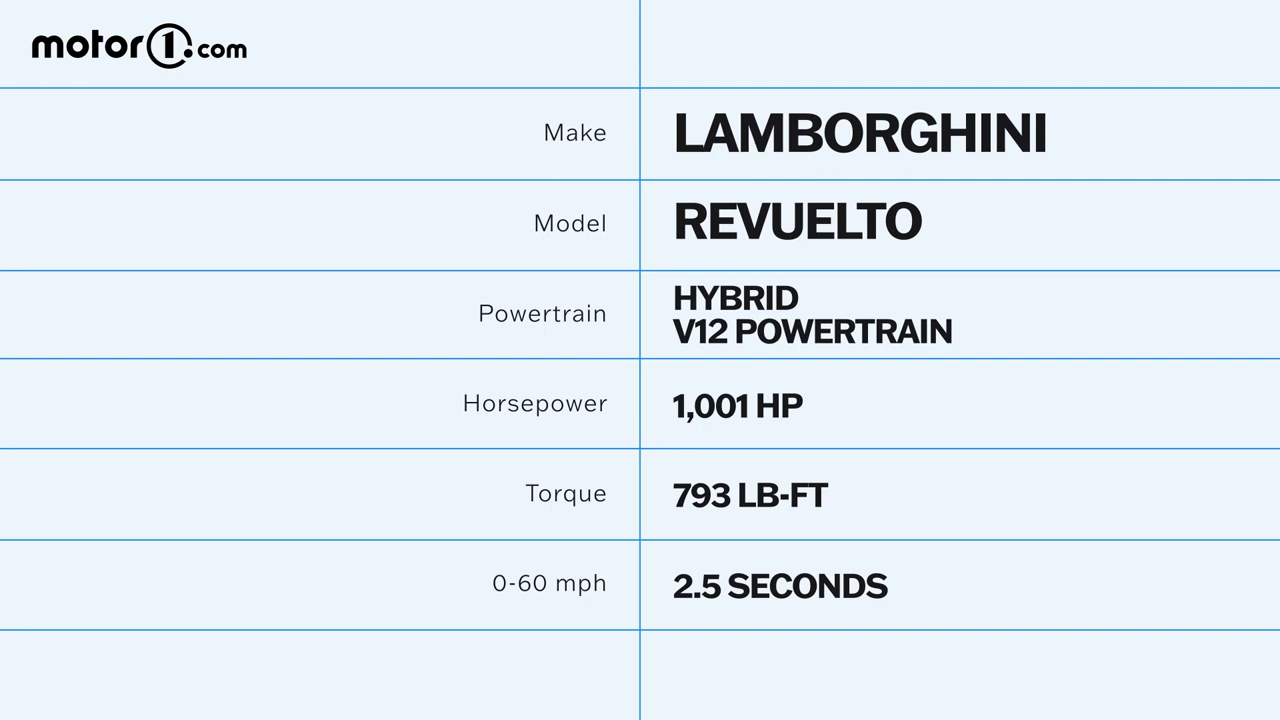 motor1.com
Make LAMBORGHINI
Model REVUELTO
Powertrain HYBRID
V12 POWERTRAIN
Horsepower 1,001 HP
Torque 793 LB-FT
0-60 mph 2.5 SECONDS